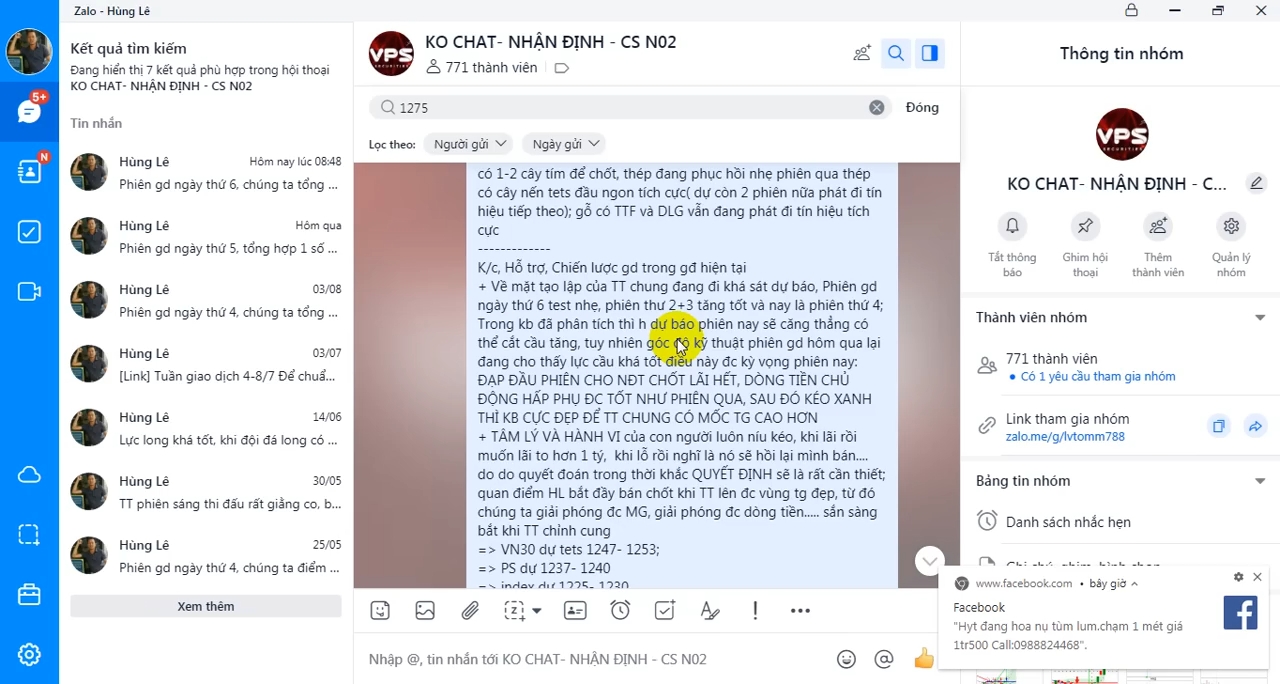 Zalo - Hùng Lê
5+
N
Kết quả tìm kiếm
Đang hiển thị 7 kết quả phù hợp trong hội thoại
KO CHAT- NHẬN ĐỊNH - CS N02
Tin nhắn
Hùng Lê
Hôm nay lúc 08:48
Phiên gd ngày thứ 6, chúng ta tổng ...
Hùng Lê
Hôm qua
Phiên gd ngày thứ 5, tổng hợp 1 số ...
Hùng Lê
03/08
Phiên gd ngày thứ 4, chúng ta tổng ...
Hùng Lê
03/07
[Link] Tuần giao dịch 4-8/7 Để chuẩ...
Hùng Lê
14/06
Lực long khá tốt, khi đội đá long có ...
Hùng Lê
30/05
TT phiên sáng thi đấu rất giằng co, b...
Hùng Lê
25/05
Phiên gd ngày thứ 4, chúng ta điểm ...
Xem thêm
VPS
SECURITIES
KO CHAT- NHẬN ĐỊNH - CS N02
771 thành viên
1275
Đóng
Lọc theo:
Người gửi
Ngày gửi
có 1-2 cây tím để chốt, thép đang phục hồi nhẹ phiên qua thép
có cây nến tets đầu ngon tích cực( dự còn 2 phiên nữa phát đi tín
hiệu tiếp theo); gỗ có TTF và DLG vẫn đang phát đi tín hiệu tích
cực
-------------
K/c, Hỗ trợ, Chiến lược gd trong gđ hiện tại
+ Về mặt tạo lập của TT chung đang đi khá sát dự báo, Phiên gd
ngày thứ 6 test nhẹ, phiên thư 2+3 tăng tốt và nay là phiên thứ 4;
Trong kb đã phân tích thì h dự báo phiên nay sẽ căng thẳng có
thể cắt cầu tăng, tuy nhiên góc độ kỹ thuật phiên gd hôm qua lại
đang cho thấy lực cầu khá tốt điều này đc kỳ vọng phiên nay:
ĐẠP ĐẦU PHIÊN CHO NĐT CHỐT LÃI HẾT, DÒNG TIỀN CHỦ
ĐỘNG HẤP PHỤ ĐC TỐT NHƯ PHIÊN QUA, SAU ĐÓ KÉO XANH
THÌ KB CỰC ĐẸP ĐỂ TT CHUNG CÓ MỐC TG CAO HƠN
+ TÂM LÝ VÀ HÀNH VI của con người luôn níu kéo, khi lãi rồi
muốn lãi to hơn 1 tý,  khi lỗ rồi nghĩ là nó sẽ hồi lại mình bán....
do do quyết đoán trong thời khắc QUYẾT ĐỊNH sẽ là rất cần thiết;
quan điểm HL bắt đầy bán chốt khi TT lên đc vùng tg đẹp, từ đó
chúng ta giải phóng đc MG, giải phóng đc dòng tiền..... sắn sàng
bắt khi TT chỉnh cung
=> VN30 dự tets 1247- 1253;
=> PS dự 1237- 1240
=> index dự 1225- 1230
Nhập @, tin nhắn tới KO CHAT- NHẬN ĐỊNH - CS N02
Thông tin nhóm
VPS
SECURITIES
KO CHAT- NHẬN ĐỊNH - C...
Tắt thông
báo
Ghim hội
thoại
Thêm
thành viên
Quản lý
nhóm
Thành viên nhóm
771 thành viên
• Có 1 yêu cầu tham gia nhóm
Link tham gia nhóm
zalo.me/g/lvtomm788
Bảng tin nhóm
Danh sách nhắc hẹn
Ghi chú, ghim, bình chọn
www.facebook.com • bây giờ
Facebook
"Hyt đang hoa nụ tùm lum.chạm 1 mét giá
1tr500 Call:0988824468".